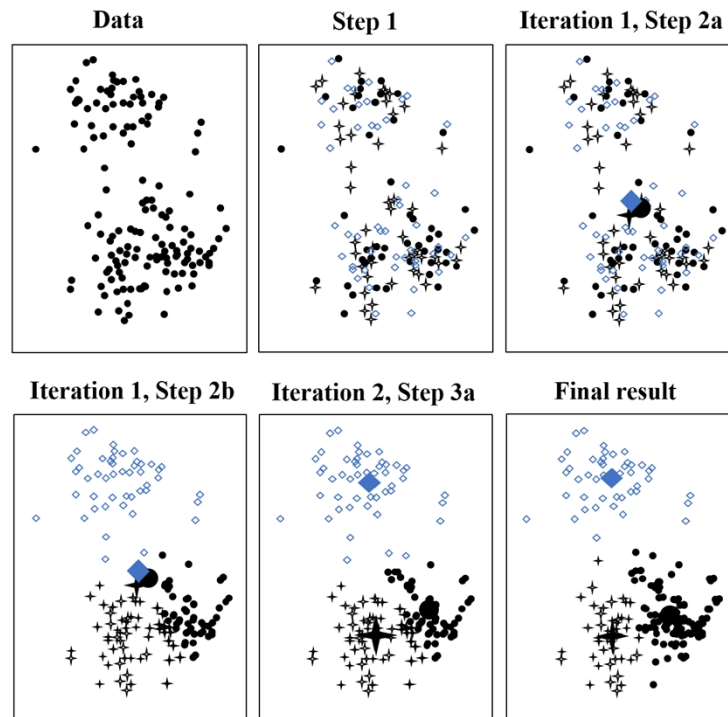 Data
Step 1
Iteration 1, Step 2a
Iteration 1, Step 2b
Iteration 2, Step 3a
Final result